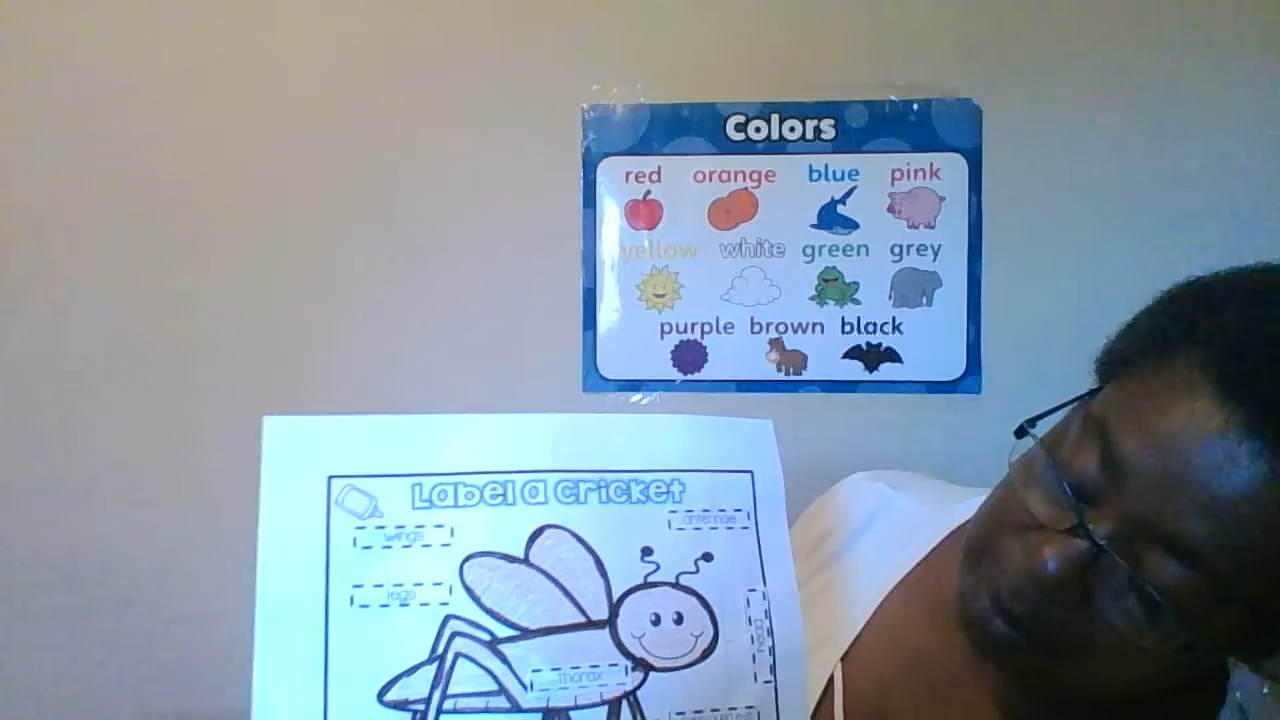 Colors
red orange blue pink
yellow white green grey
purple brown black
Label a cricket
wings
antennae
legs
head
Thorax